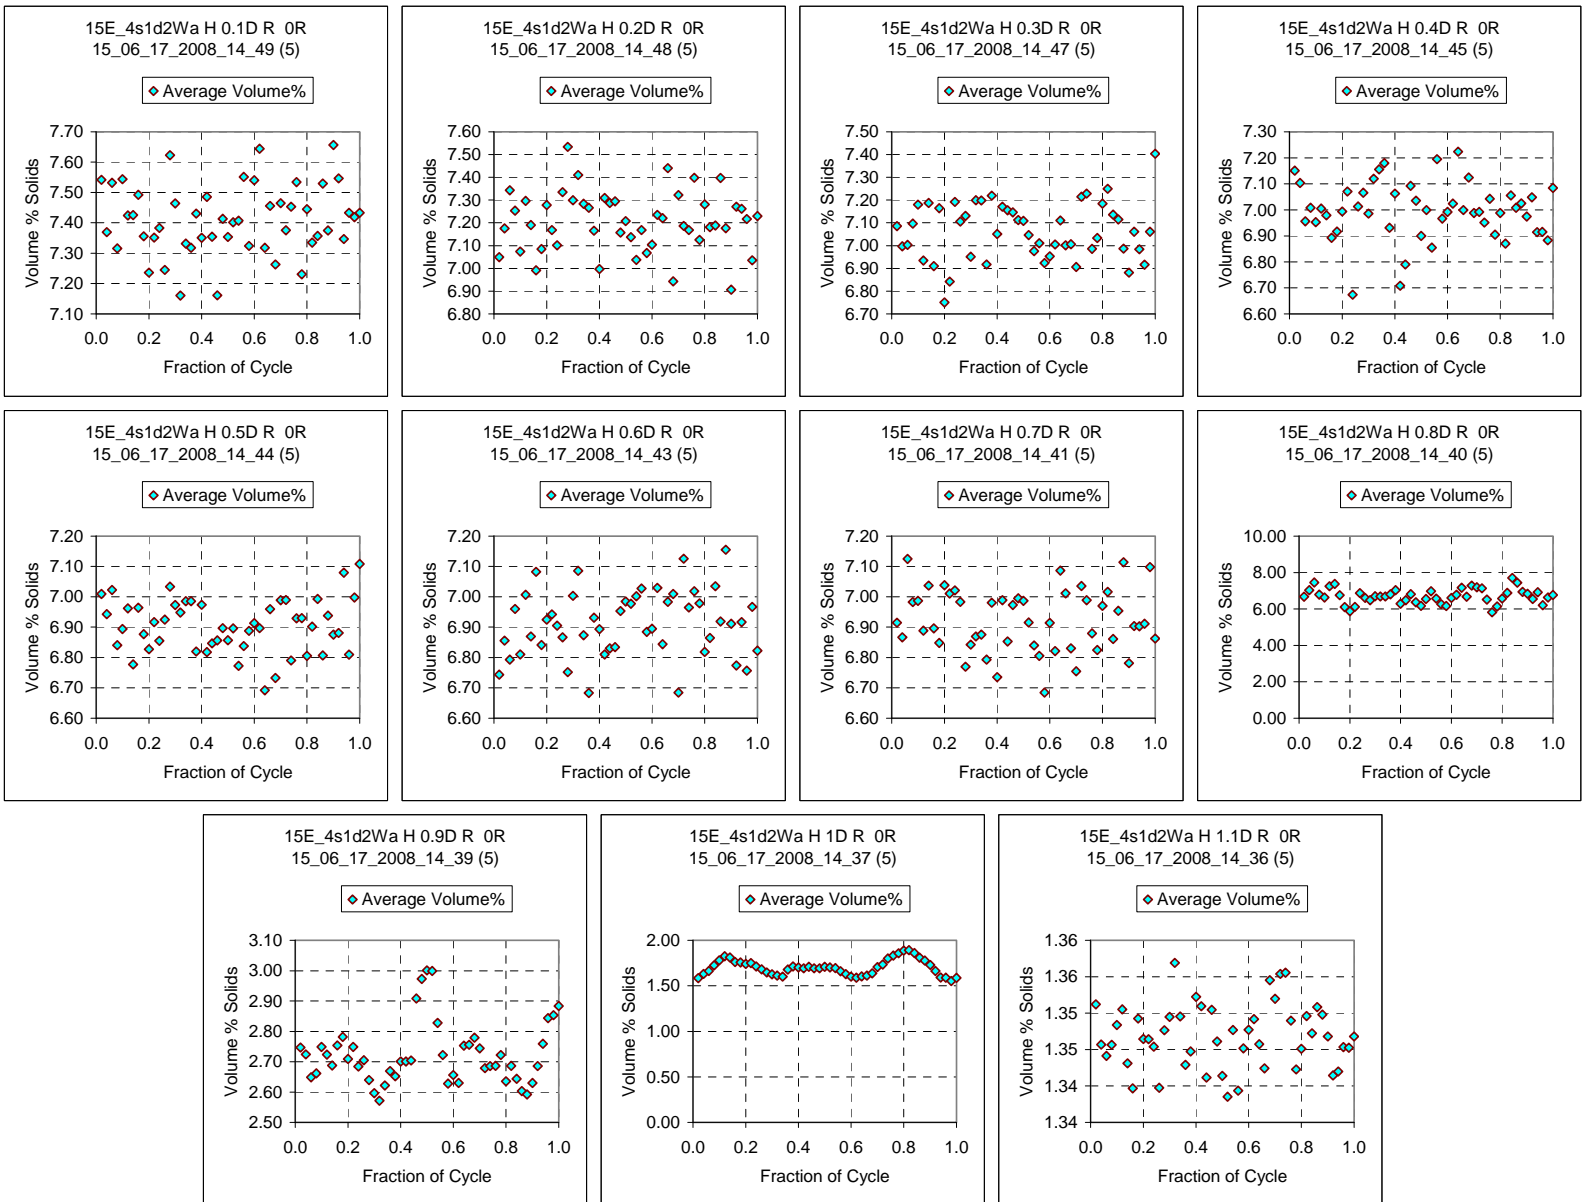 15E_4s1d2Wa H 0.1D R 0R
15_06_17_2008_14_49 (5)
Average Volume%
Volume % Solids
7.70
7.60
7.50
7.40
7.30
7.20
7.10
0.0 0.2 0.4 0.6 0.8 1.0
Fraction of Cycle
15E_4s1d2Wa H 0.2D R 0R
15_06_17_2008_14_48 (5)
Average Volume%
Volume % Solids
7.60
7.50
7.40
7.30
7.20
7.10
7.00
6.90
6.80
0.0 0.2 0.4 0.6 0.8 1.0
Fraction of Cycle
15E_4s1d2Wa H 0.3D R 0R
15_06_17_2008_14_47 (5)
Average Volume%
Volume % Solids
7.50
7.40
7.30
7.20
7.10
7.00
6.90
6.80
6.70
0.0 0.2 0.4 0.6 0.8 1.0
Fraction of Cycle
15E_4s1d2Wa H 0.4D R 0R
15_06_17_2008_14_45 (5)
Average Volume%
Volume % Solids
7.30
7.20
7.10
7.00
6.90
6.80
6.70
6.60
0.0 0.2 0.4 0.6 0.8 1.0
Fraction of Cycle
15E_4s1d2Wa H 0.5D R 0R
15_06_17_2008_14_44 (5)
Average Volume%
Volume % Solids
7.20
7.10
7.00
6.90
6.80
6.70
6.60
0.0 0.2 0.4 0.6 0.8 1.0
Fraction of Cycle
15E_4s1d2Wa H 0.6D R 0R
15_06_17_2008_14_43 (5)
Average Volume%
Volume % Solids
7.20
7.10
7.00
6.90
6.80
6.70
6.60
0.0 0.2 0.4 0.6 0.8 1.0
Fraction of Cycle
15E_4s1d2Wa H 0.7D R 0R
15_06_17_2008_14_41 (5)
Average Volume%
Volume % Solids
7.20
7.10
7.00
6.90
6.80
6.70
6.60
0.0 0.2 0.4 0.6 0.8 1.0
Fraction of Cycle
15E_4s1d2Wa H 0.8D R 0R
15_06_17_2008_14_40 (5)
Average Volume%
Volume % Solids
10.00
8.00
6.00
4.00
2.00
0.00
0.0 0.2 0.4 0.6 0.8 1.0
Fraction of Cycle
15E_4s1d2Wa H 0.9D R 0R
15_06_17_2008_14_39 (5)
Average Volume%
Volume % Solids
3.10
3.00
2.90
2.80
2.70
2.60
2.50
0.0 0.2 0.4 0.6 0.8 1.0
Fraction of Cycle
15E_4s1d2Wa H 1D R 0R
15_06_17_2008_14_37 (5)
Average Volume%
Volume % Solids
2.00
1.50
1.00
0.50
0.00
0.0 0.2 0.4 0.6 0.8 1.0
Fraction of Cycle
15E_4s1d2Wa H 1.1D R 0R
15_06_17_2008_14_36 (5)
Average Volume%
Volume % Solids
1.36
1.36
1.35
1.35
1.34
1.34
0.0 0.2 0.4 0.6 0.8 1.0
Fraction of Cycle